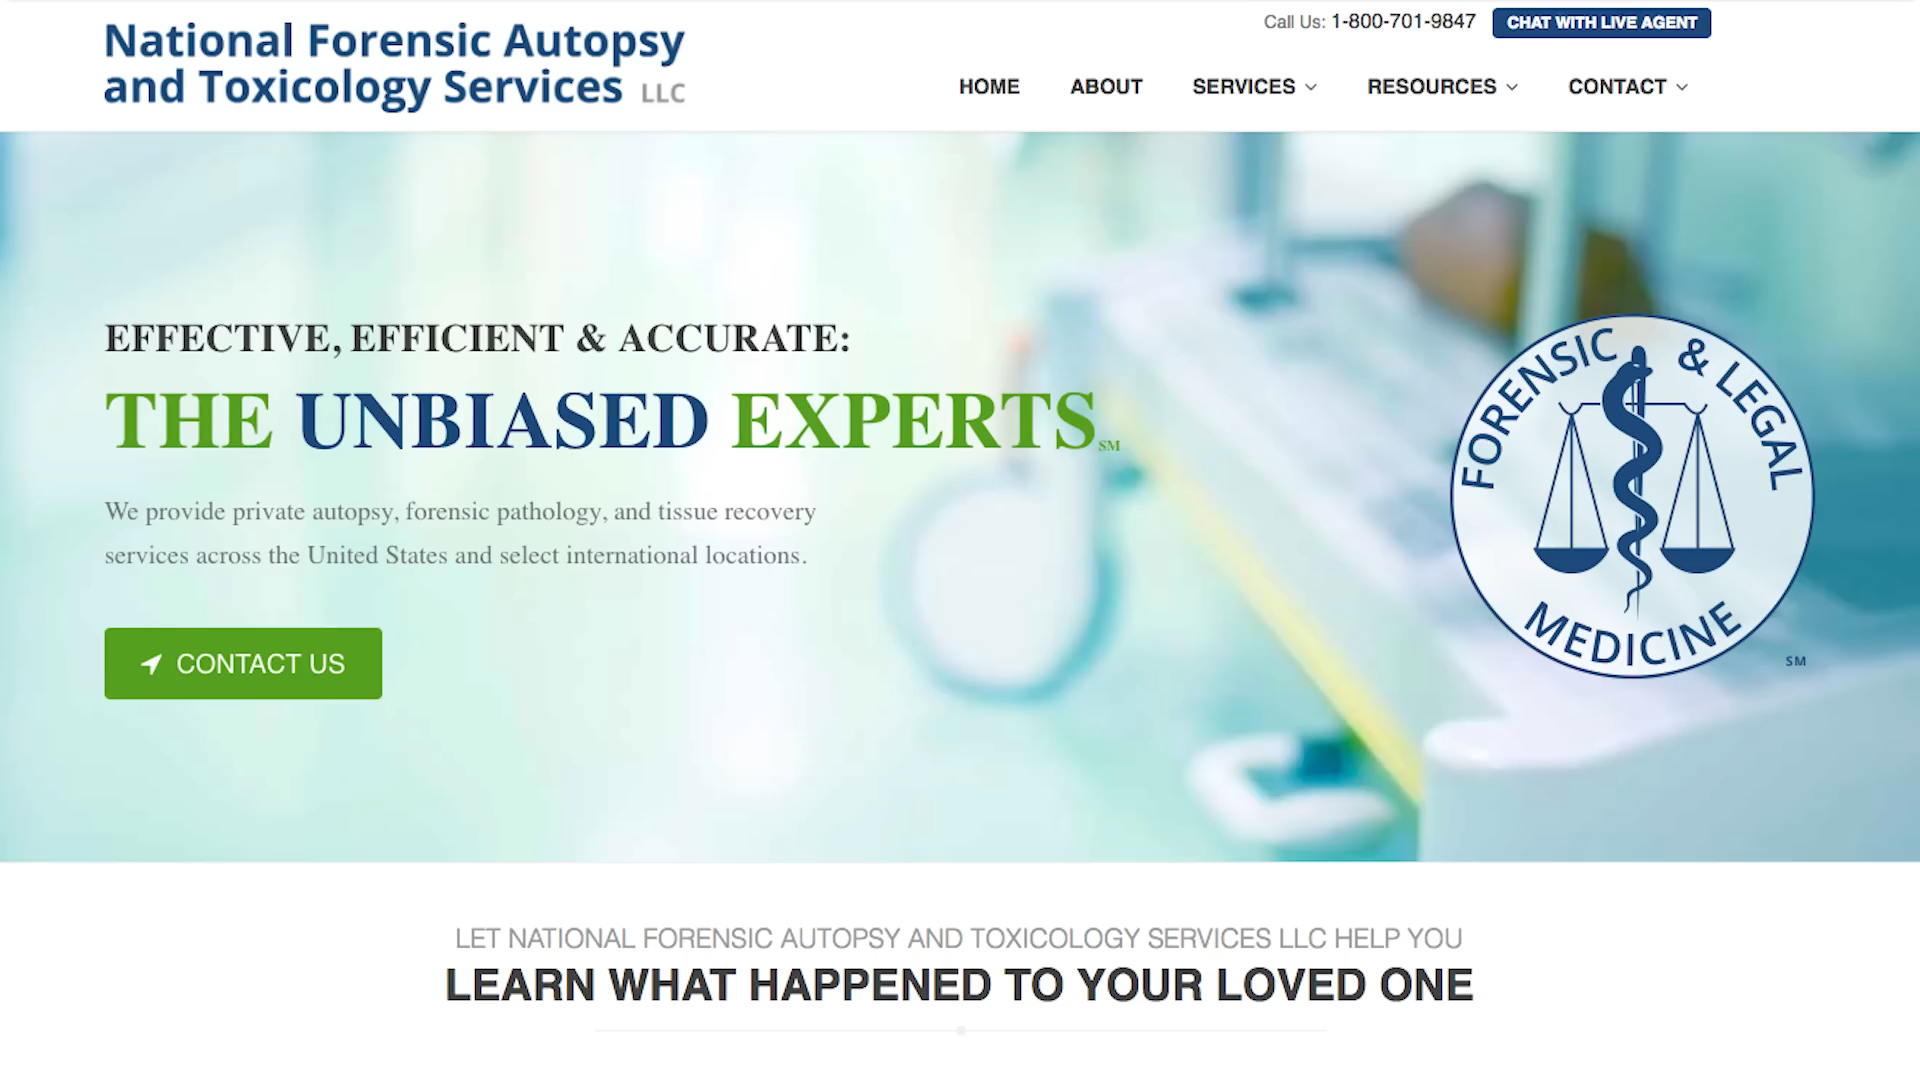 National Forensic Autopsy
and Toxicology Services LLC
Call Us: 1-800-701-9847 CHAT WITH LIVE AGENT
HOME ABOUT SERVICES RESOURCES CONTACT
EFFECTIVE, EFFICIENT & ACCURATE:
THE UNBIASED EXPERTS SM
We provide private autopsy, forensic pathology, and tissue recovery
services across the United States and select international locations.
CONTACT US
FORENSIC & LEGAL
MEDICINE
SM
LET NATIONAL FORENSIC AUTOPSY AND TOXICOLOGY SERVICES LLC HELP YOU
LEARN WHAT HAPPENED TO YOUR LOVED ONE